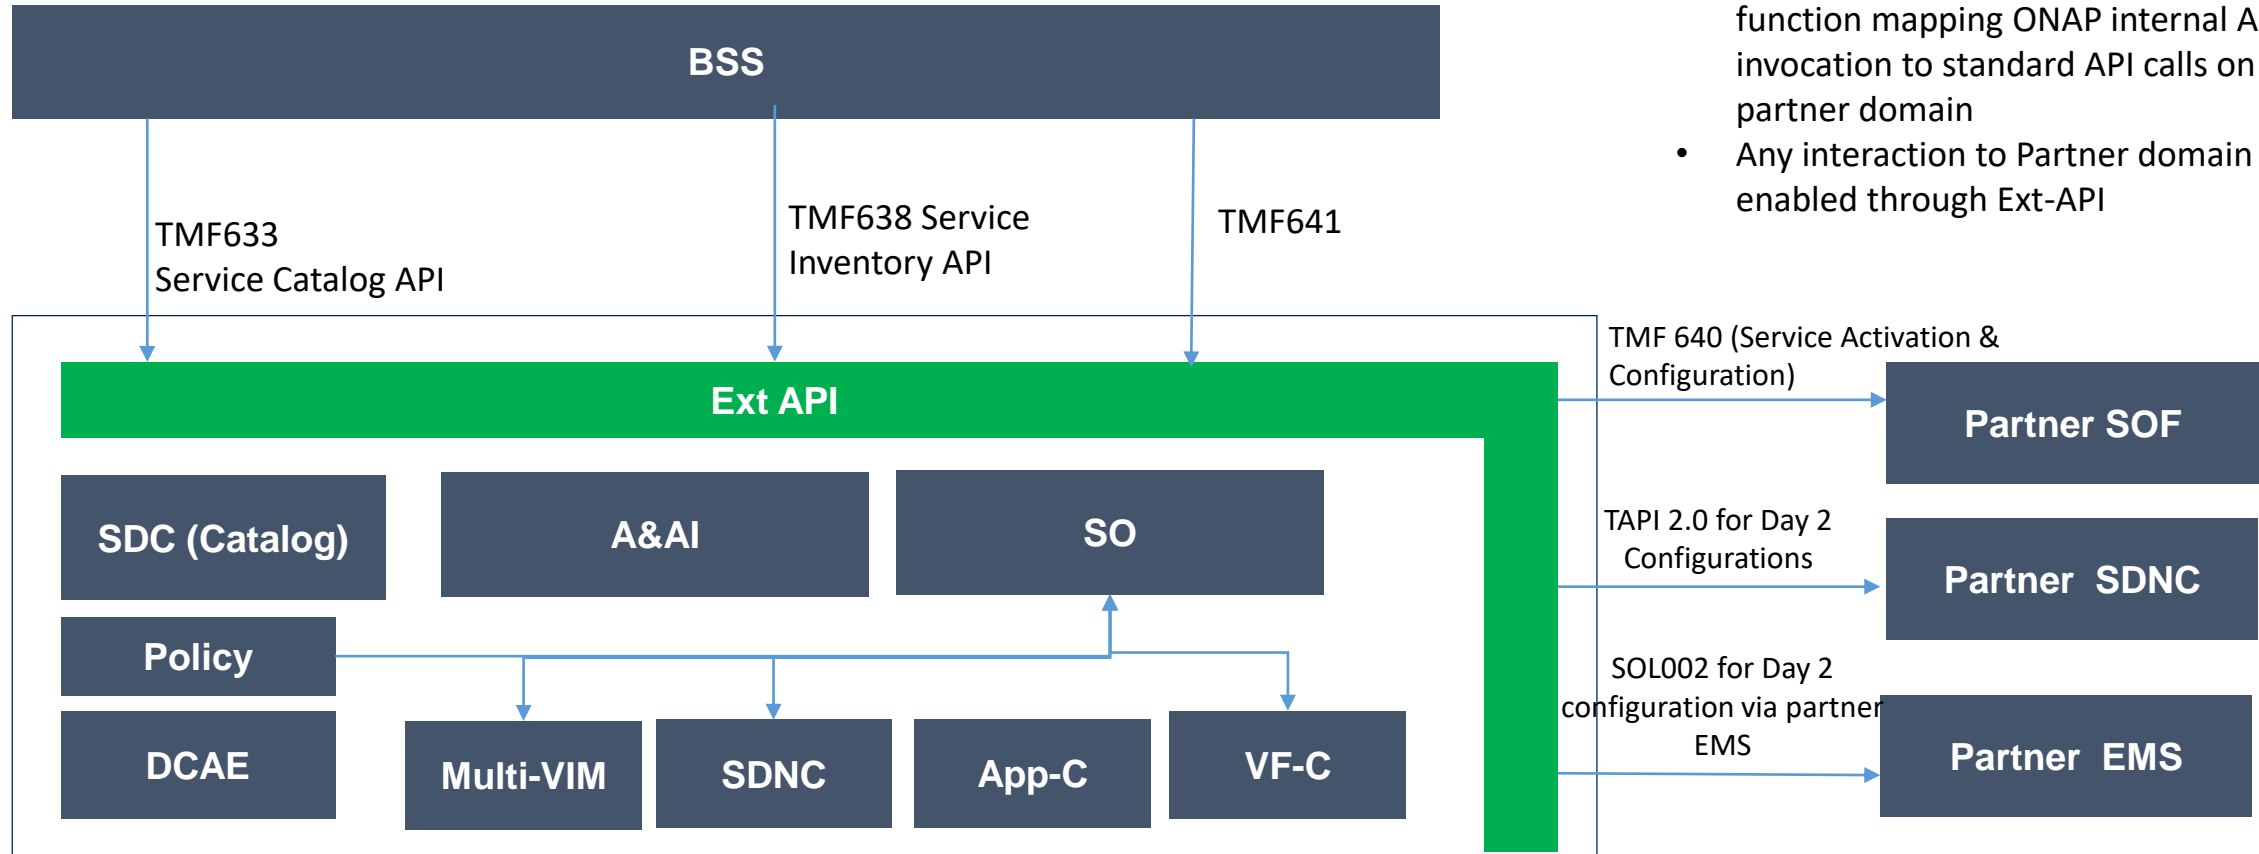 BSS
function mapping ONAP internal A
invocation to standard API calls on
partner domain
• Any interaction to Partner domain
enabled through Ext-API
TMF633
Service Catalog API
TMF638 Service
Inventory API
TMF641
TMF 640 (Service Activation &
Configuration)
Ext API
Partner SOF
SDC (Catalog)
A&AI
SO
TAPI 2.0 for Day 2
Configurations
Partner SDNC
Policy
SOL002 for Day 2
configuration via partner
EMS
DCAE
Multi-VIM
SDNC
App-C
VF-C
Partner EMS